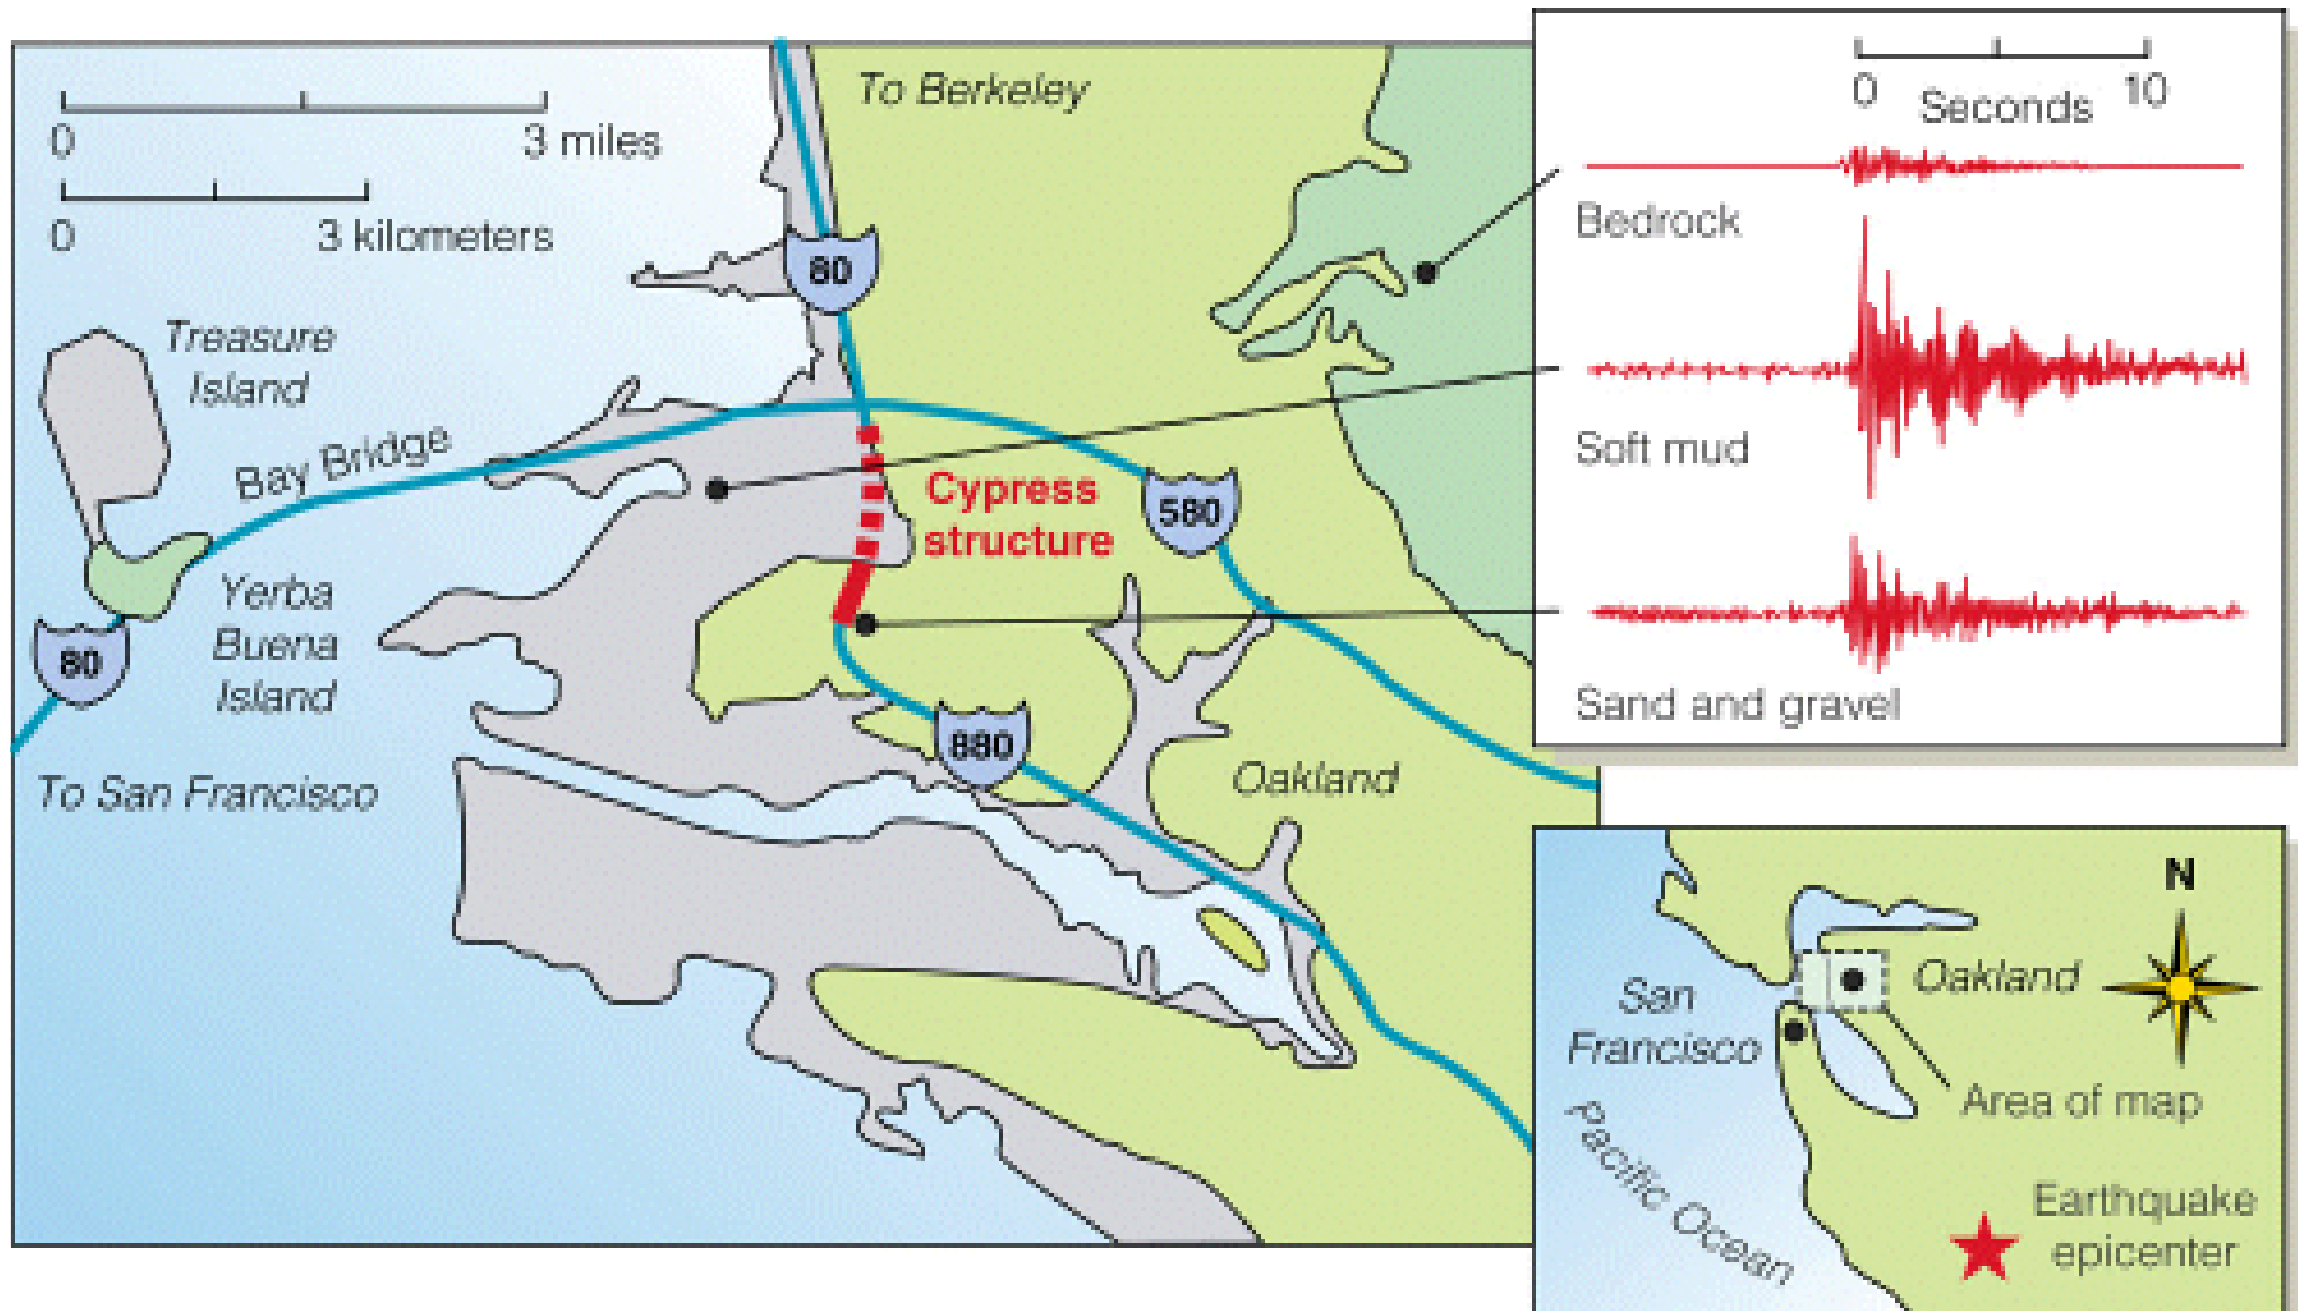 To Berkeley
0
3 miles
0
3 kilometers
80
Treasure
Island
Bay Bridge
Cypress
structure
580
Yerba
Buena
Island
80
880
To San Francisco
Oakland
0
Seconds
10
Bedrock
Soft mud
Sand and gravel
N
San
Francisco
Oakland
Area of map
Pacific Ocean
Earthquake
epicenter